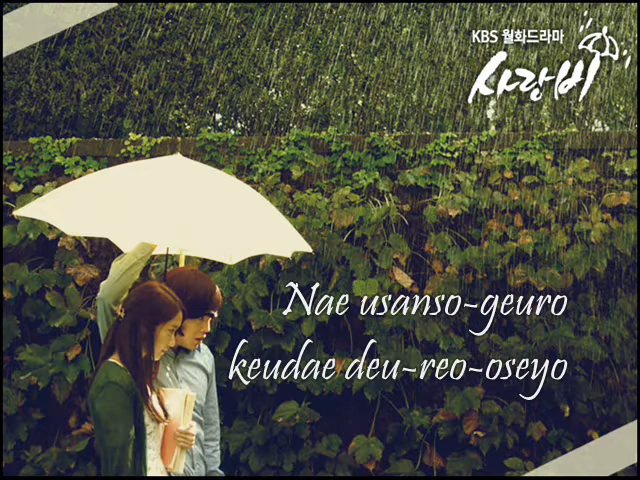 KBS 월화드라마
사랑비
Nae usanso-geuro
keudae deu-reo-oseyo